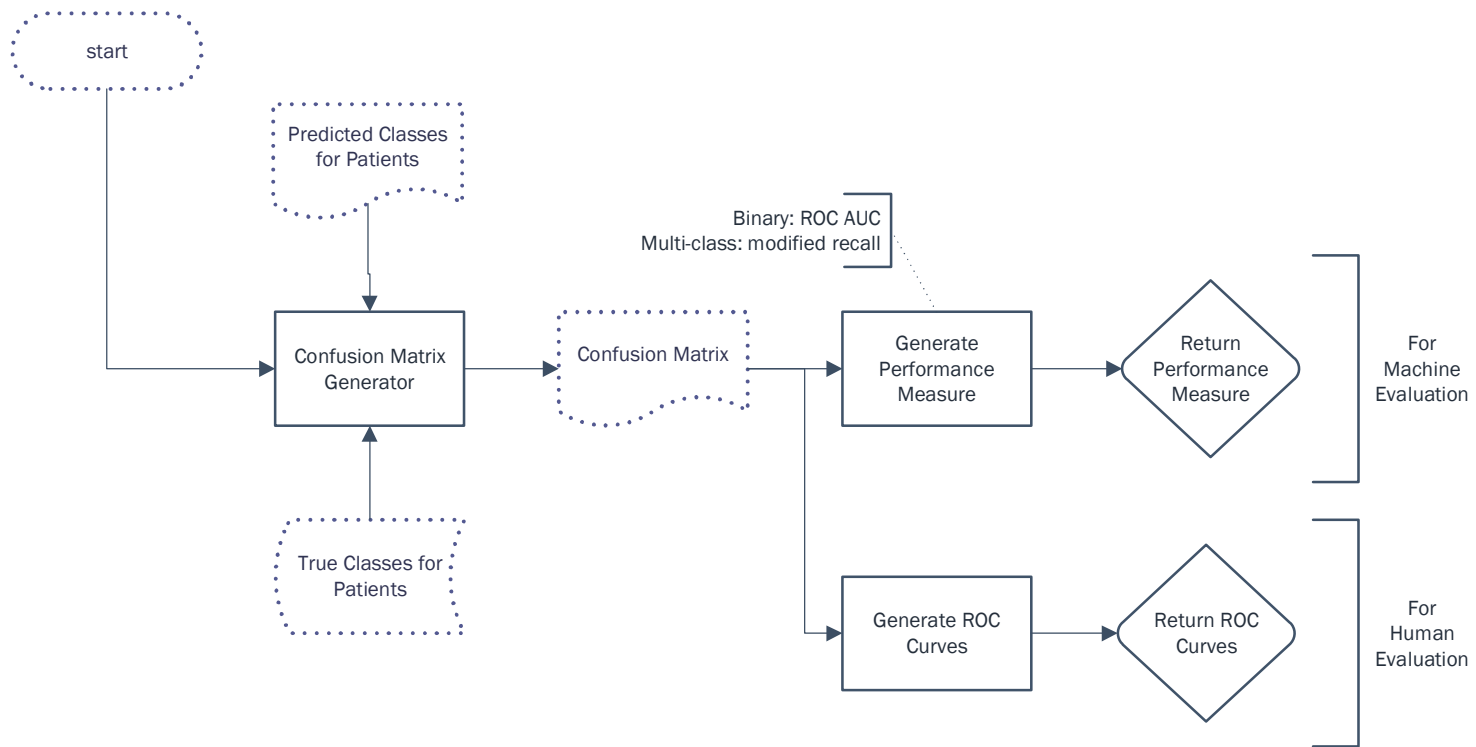 start
Predicted Classes
for Patients
Binary: ROC AUC
Multi-class: modified recall
Confusion Matrix
Generator
Confusion Matrix
Generate
Performance
Measure
Return
Performance
Measure
For
Machine
Evaluation
True Classes for
Patients
Generate ROC
Curves
Return ROC
Curves
For
Human
Evaluation